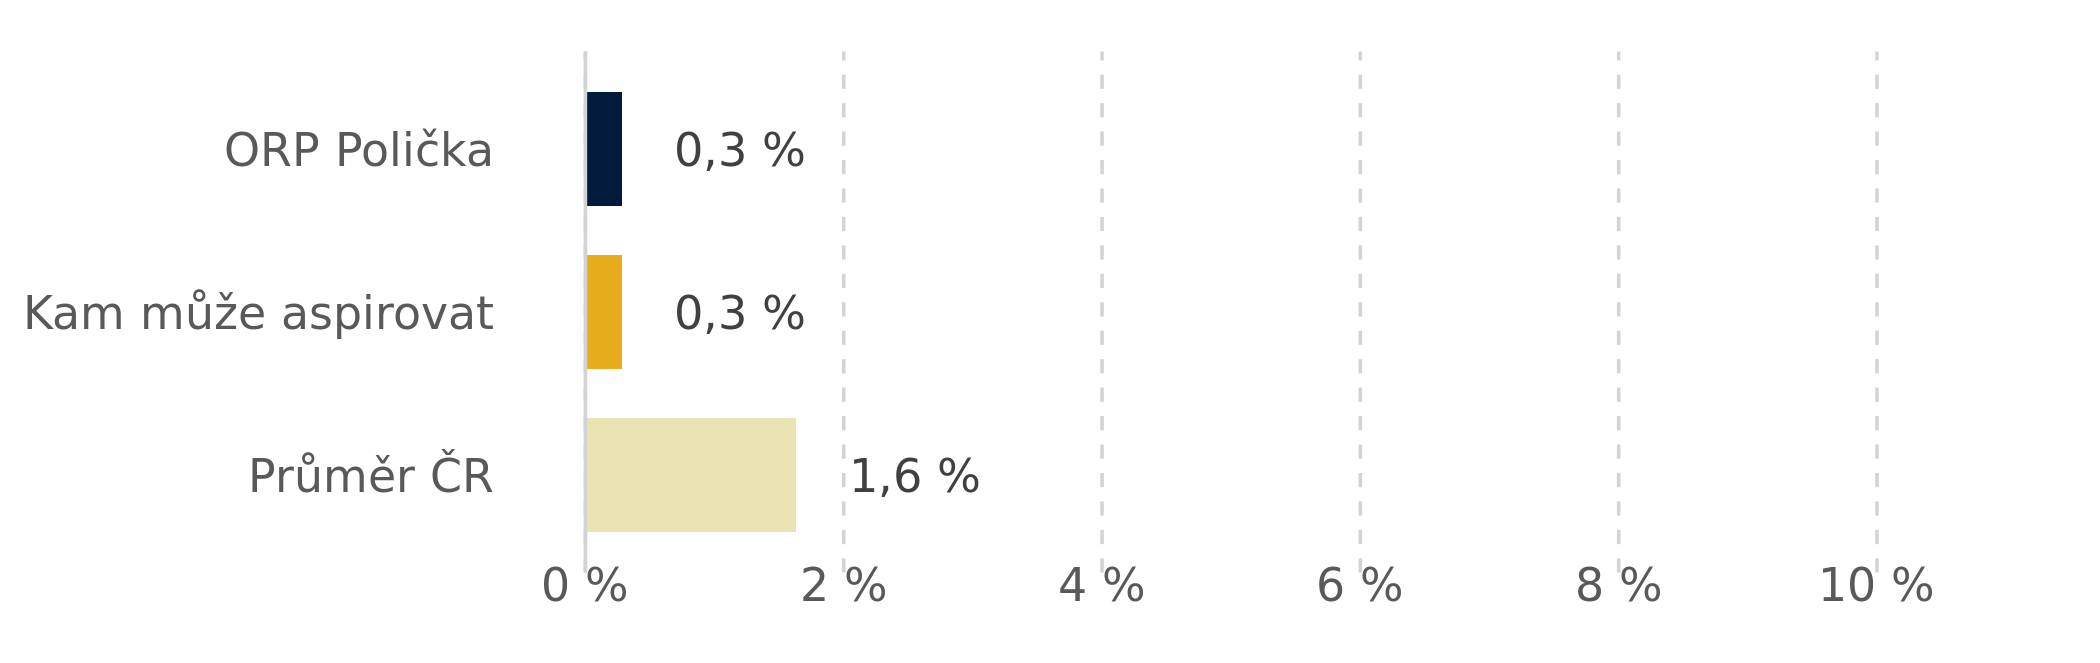 ORP Polička 0,3 %
Kam může aspirovat 0,3 %
Průměr ČR 1,6 %
0 % 2 % 4 % 6 % 8 % 10 %